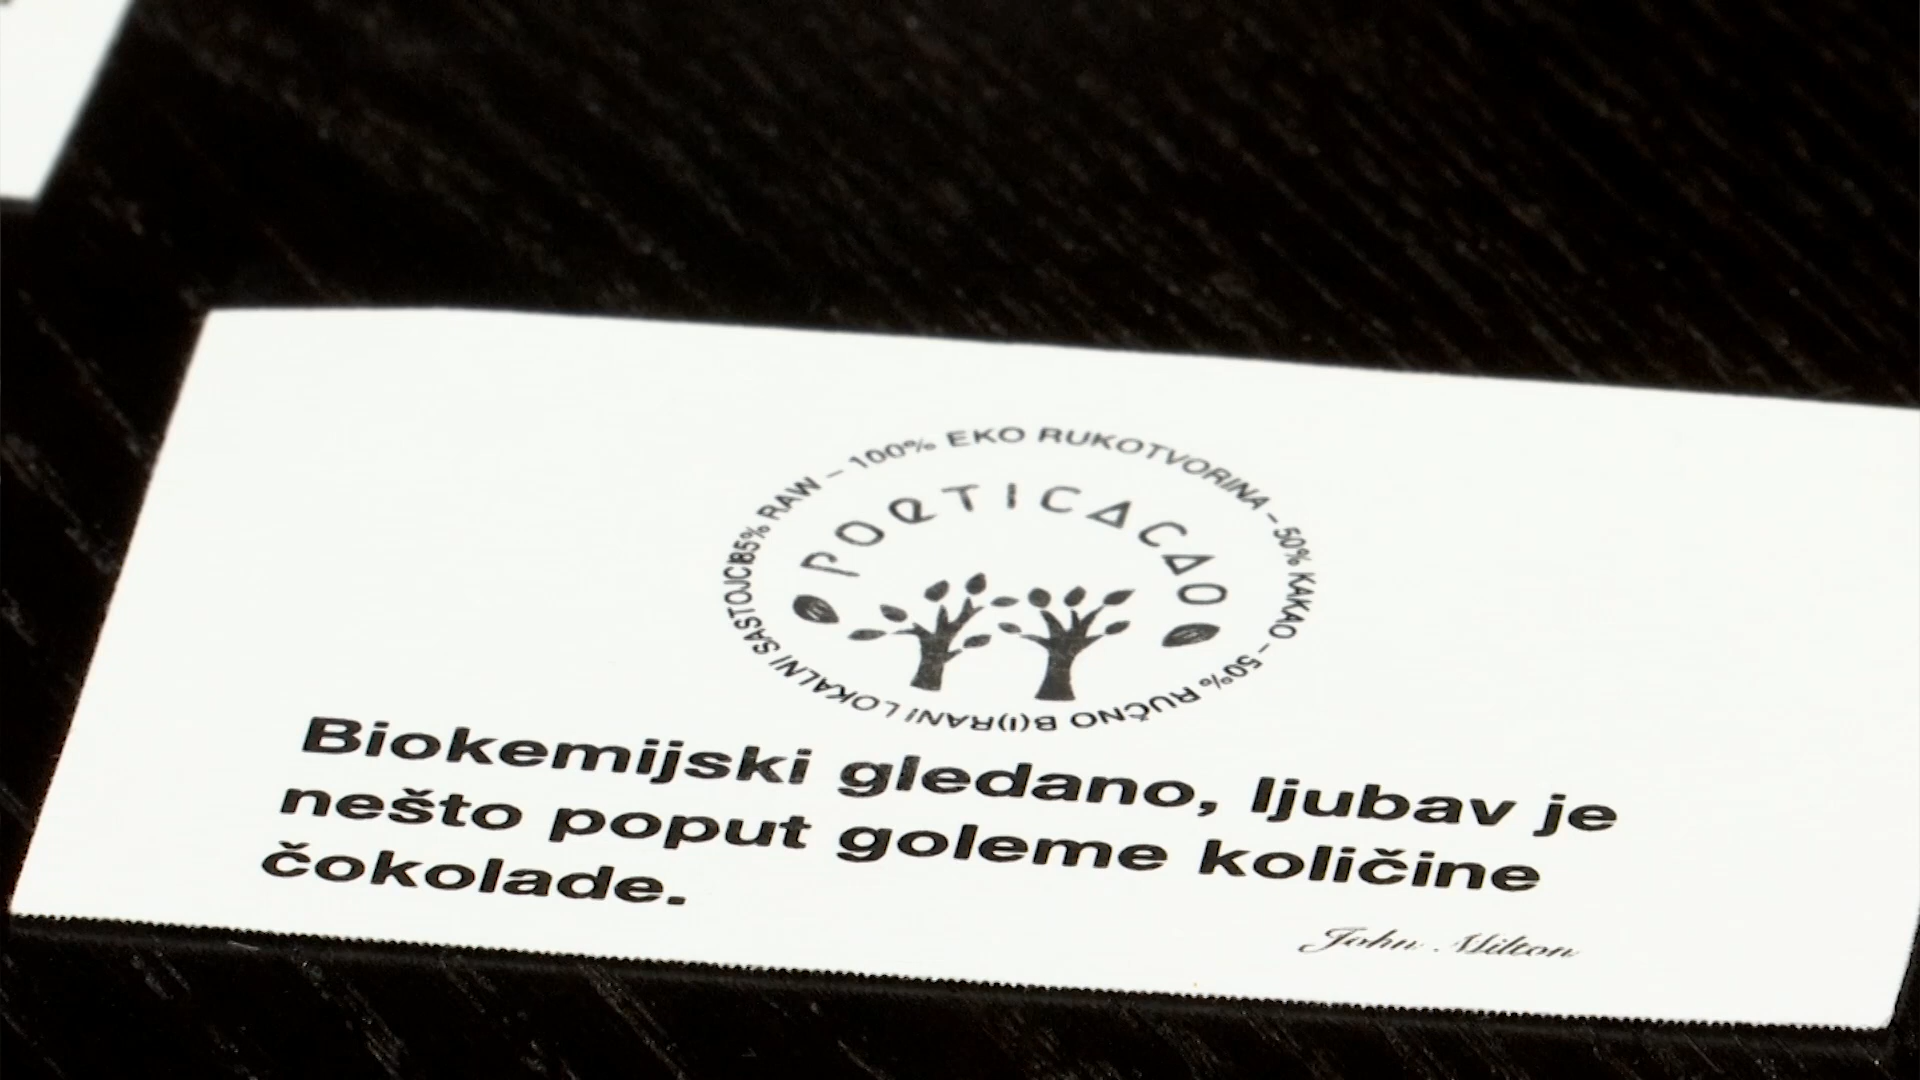 85% RAW – 100% EKO RUKOTVORINA – 50% KAKAO – 50% RUČNO B(I)RANI LOKALNI SASTOJCI
POETICACAO
Biokemijski gledano, ljubav je
nešto poput goleme količine
čokolade.
John Milton